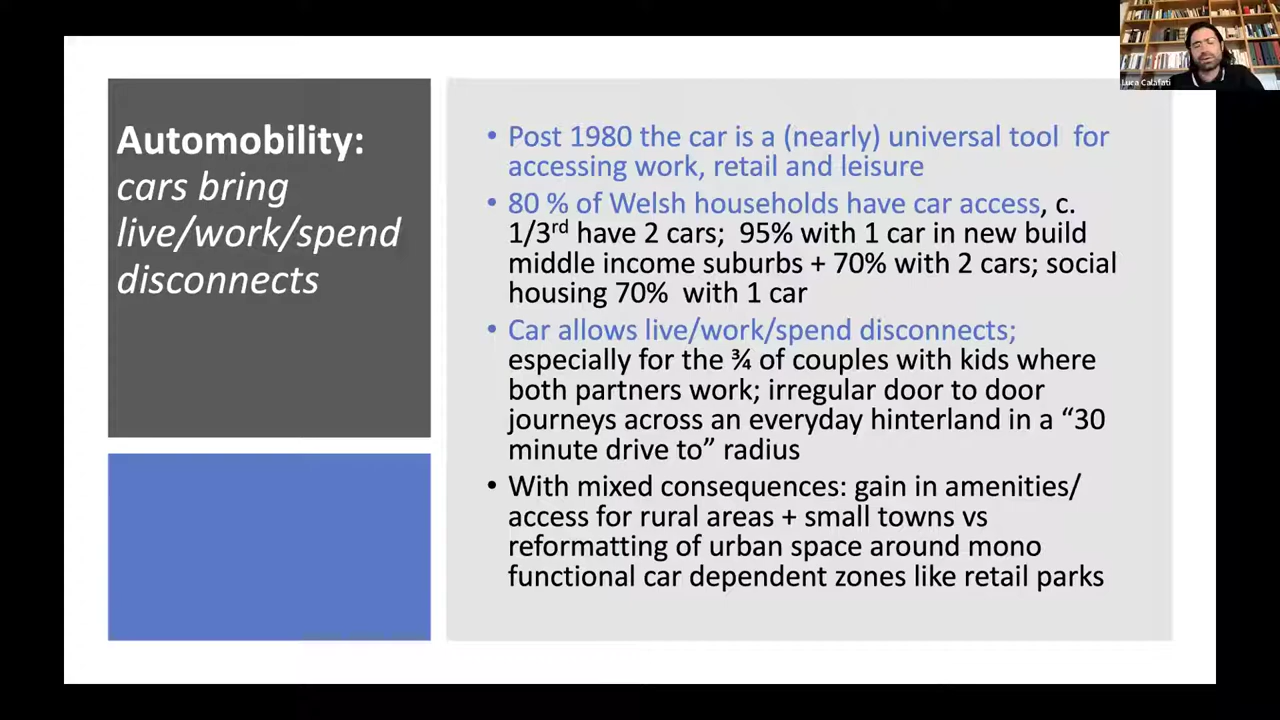 Automobility:
cars bring
live/work/spend
disconnects
• Post 1980 the car is a (nearly) universal tool for
accessing work, retail and leisure
• 80 % of Welsh households have car access, c.
1/3rd have 2 cars; 95% with 1 car in new build
middle income suburbs + 70% with 2 cars; social
housing 70% with 1 car
• Car allows live/work/spend disconnects;
especially for the ¾ of couples with kids where
both partners work; irregular door to door
journeys across an everyday hinterland in a “30
minute drive to” radius
• With mixed consequences: gain in amenities/
access for rural areas + small towns vs
reformatting of urban space around mono
functional car dependent zones like retail parks
Luca Calafati